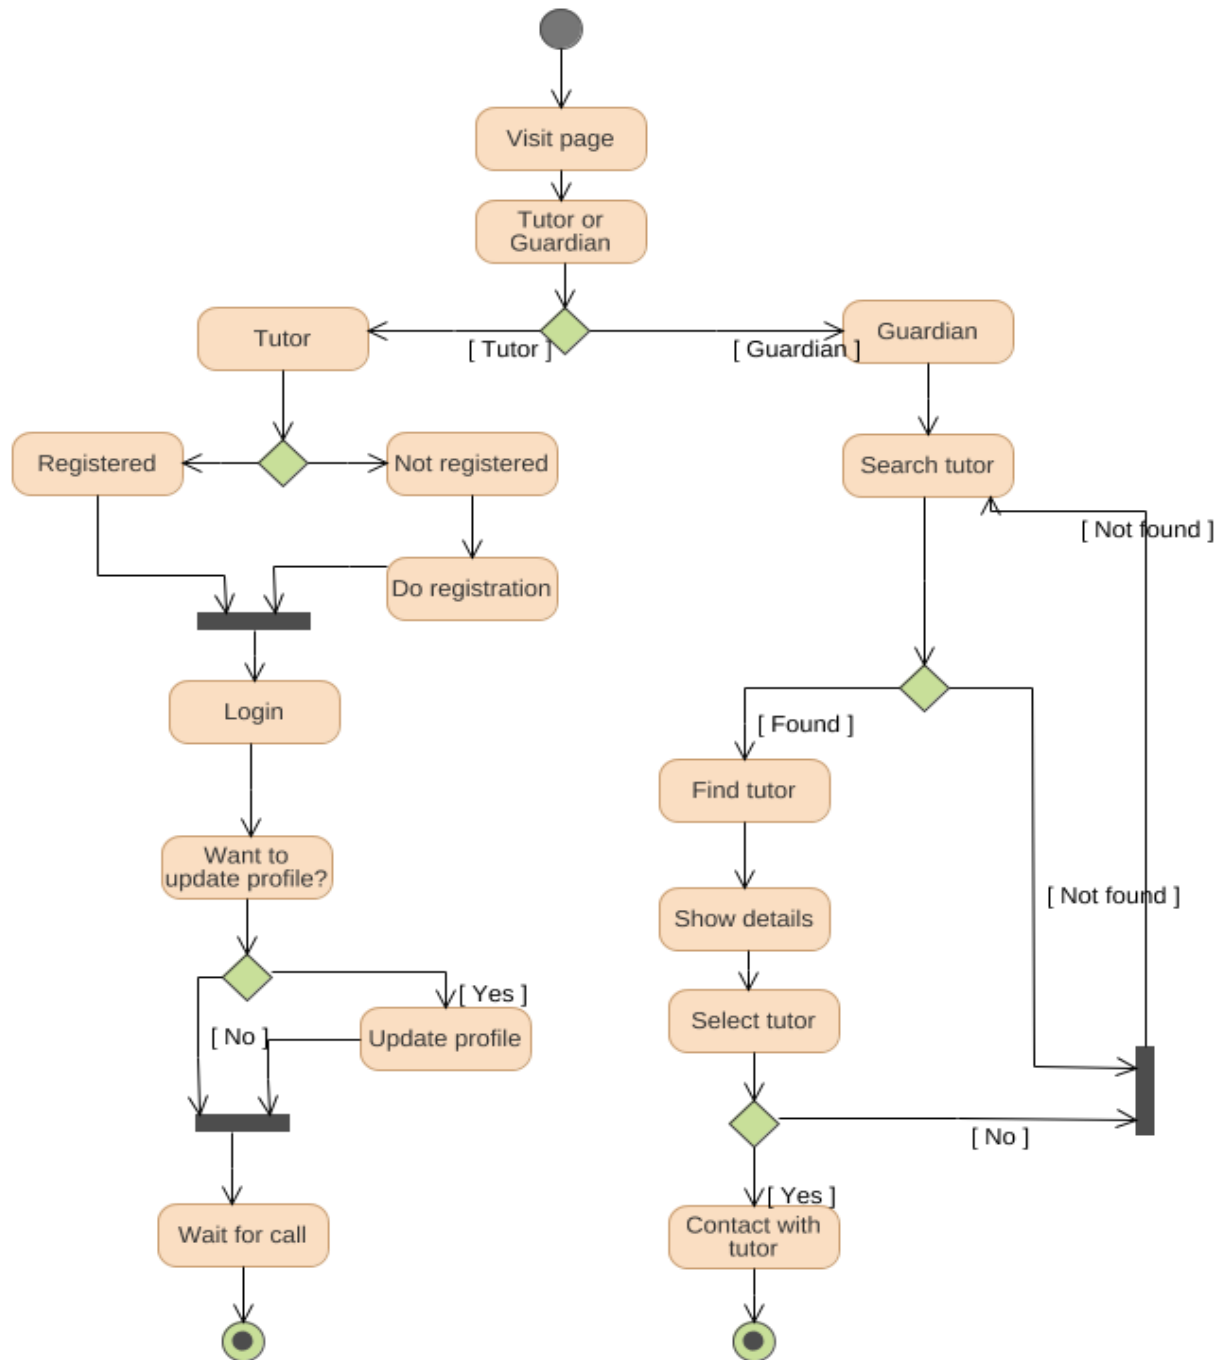 Visit page
Tutor or
Guardian
[ Tutor ]
[ Guardian ]
Tutor
Guardian
Registered
Not registered
Search tutor
[ Not found ]
Do registration
Login
[ Found ]
Find tutor
Want to
update profile?
[ Not found ]
Show details
[ Yes ]
Select tutor
[ No ]
Update profile
[ No ]
[ Yes ]
Wait for call
Contact with
tutor